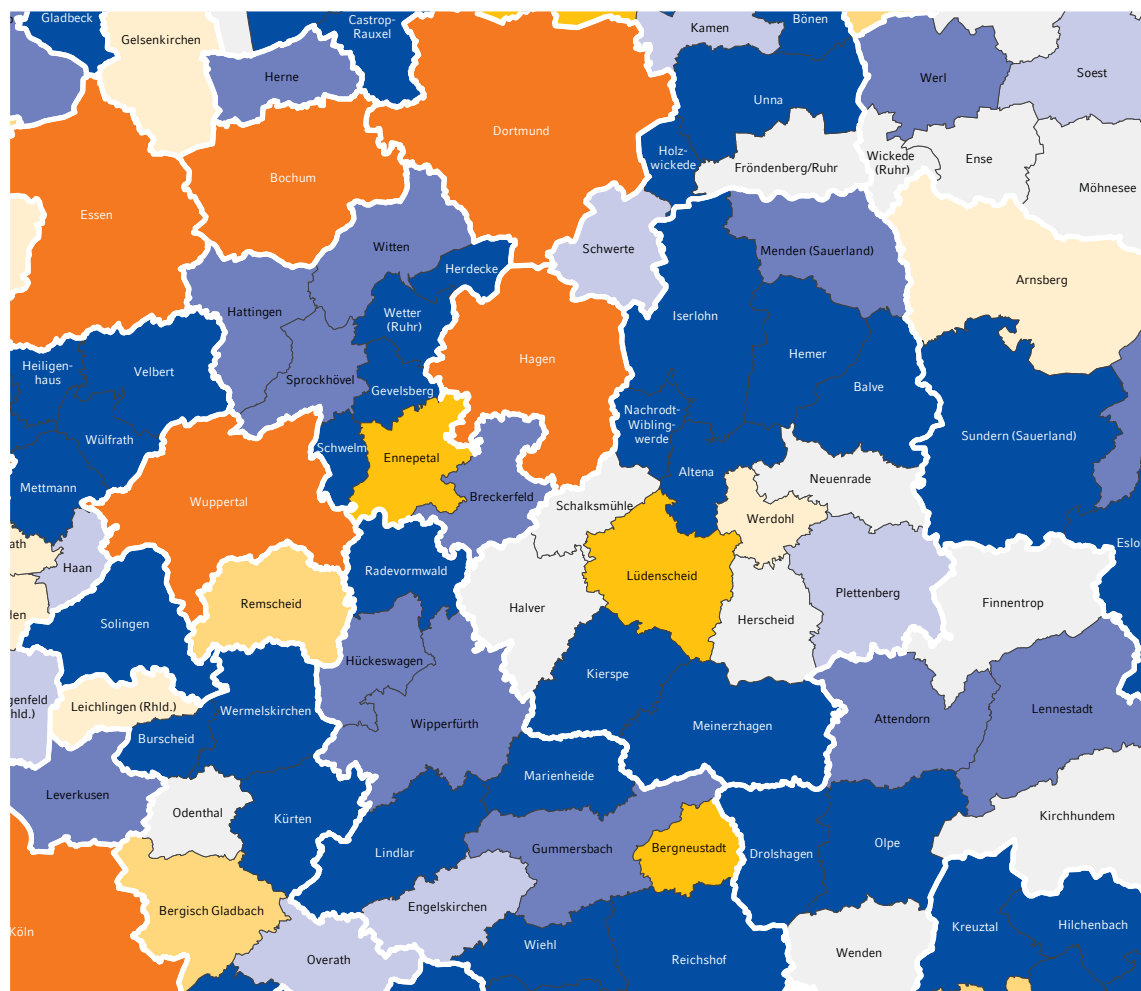 Gladbeck
Gelsenkirchen
Castrop-
Rauxel
Kamen
Bönen
Herne
Werl
Soest
Unna
Dortmund
Holz-
wickede
Fröndenberg/Ruhr
Wickede
(Ruhr)
Ense
Möhnesee
Bochum
Essen
Witten
Schwerte
Menden (Sauerland)
Herdecke
Arnsberg
Hattingen
Wetter
(Ruhr)
Iserlohn
Hagen
Hemer
Heiligen-
haus
Velbert
Sprockhövel
Gevelsberg
Balve
Nachrodt-
Wibling-
werde
Wülfrath
Schwelm
Ennepetal
Sundern (Sauerland)
Altena
Mettmann
Wuppertal
Breckerfeld
Schalksmühle
Neuenrade
Werdohl
ath
Haan
Radevormwald
Lüdenscheid
Eslo
Plettenberg
Remscheid
Halver
Finnentrop
den
Solingen
Herscheid
Hückeswagen
Kierspe
genfeld
hld.)
Leichlingen (Rhld.)
Wermelskirchen
Wipperfürth
Meinerzhagen
Attendorn
Lennestadt
Burscheid
Marienheide
Leverkusen
Odenthal
Kürten
Kirchhundem
Lindlar
Gummersbach
Bergneustadt
Drolshagen
Olpe
Bergisch Gladbach
Engelskirchen
Köln
Wiehl
Kreuztal
Hilchenbach
Overath
Reichshof
Wenden